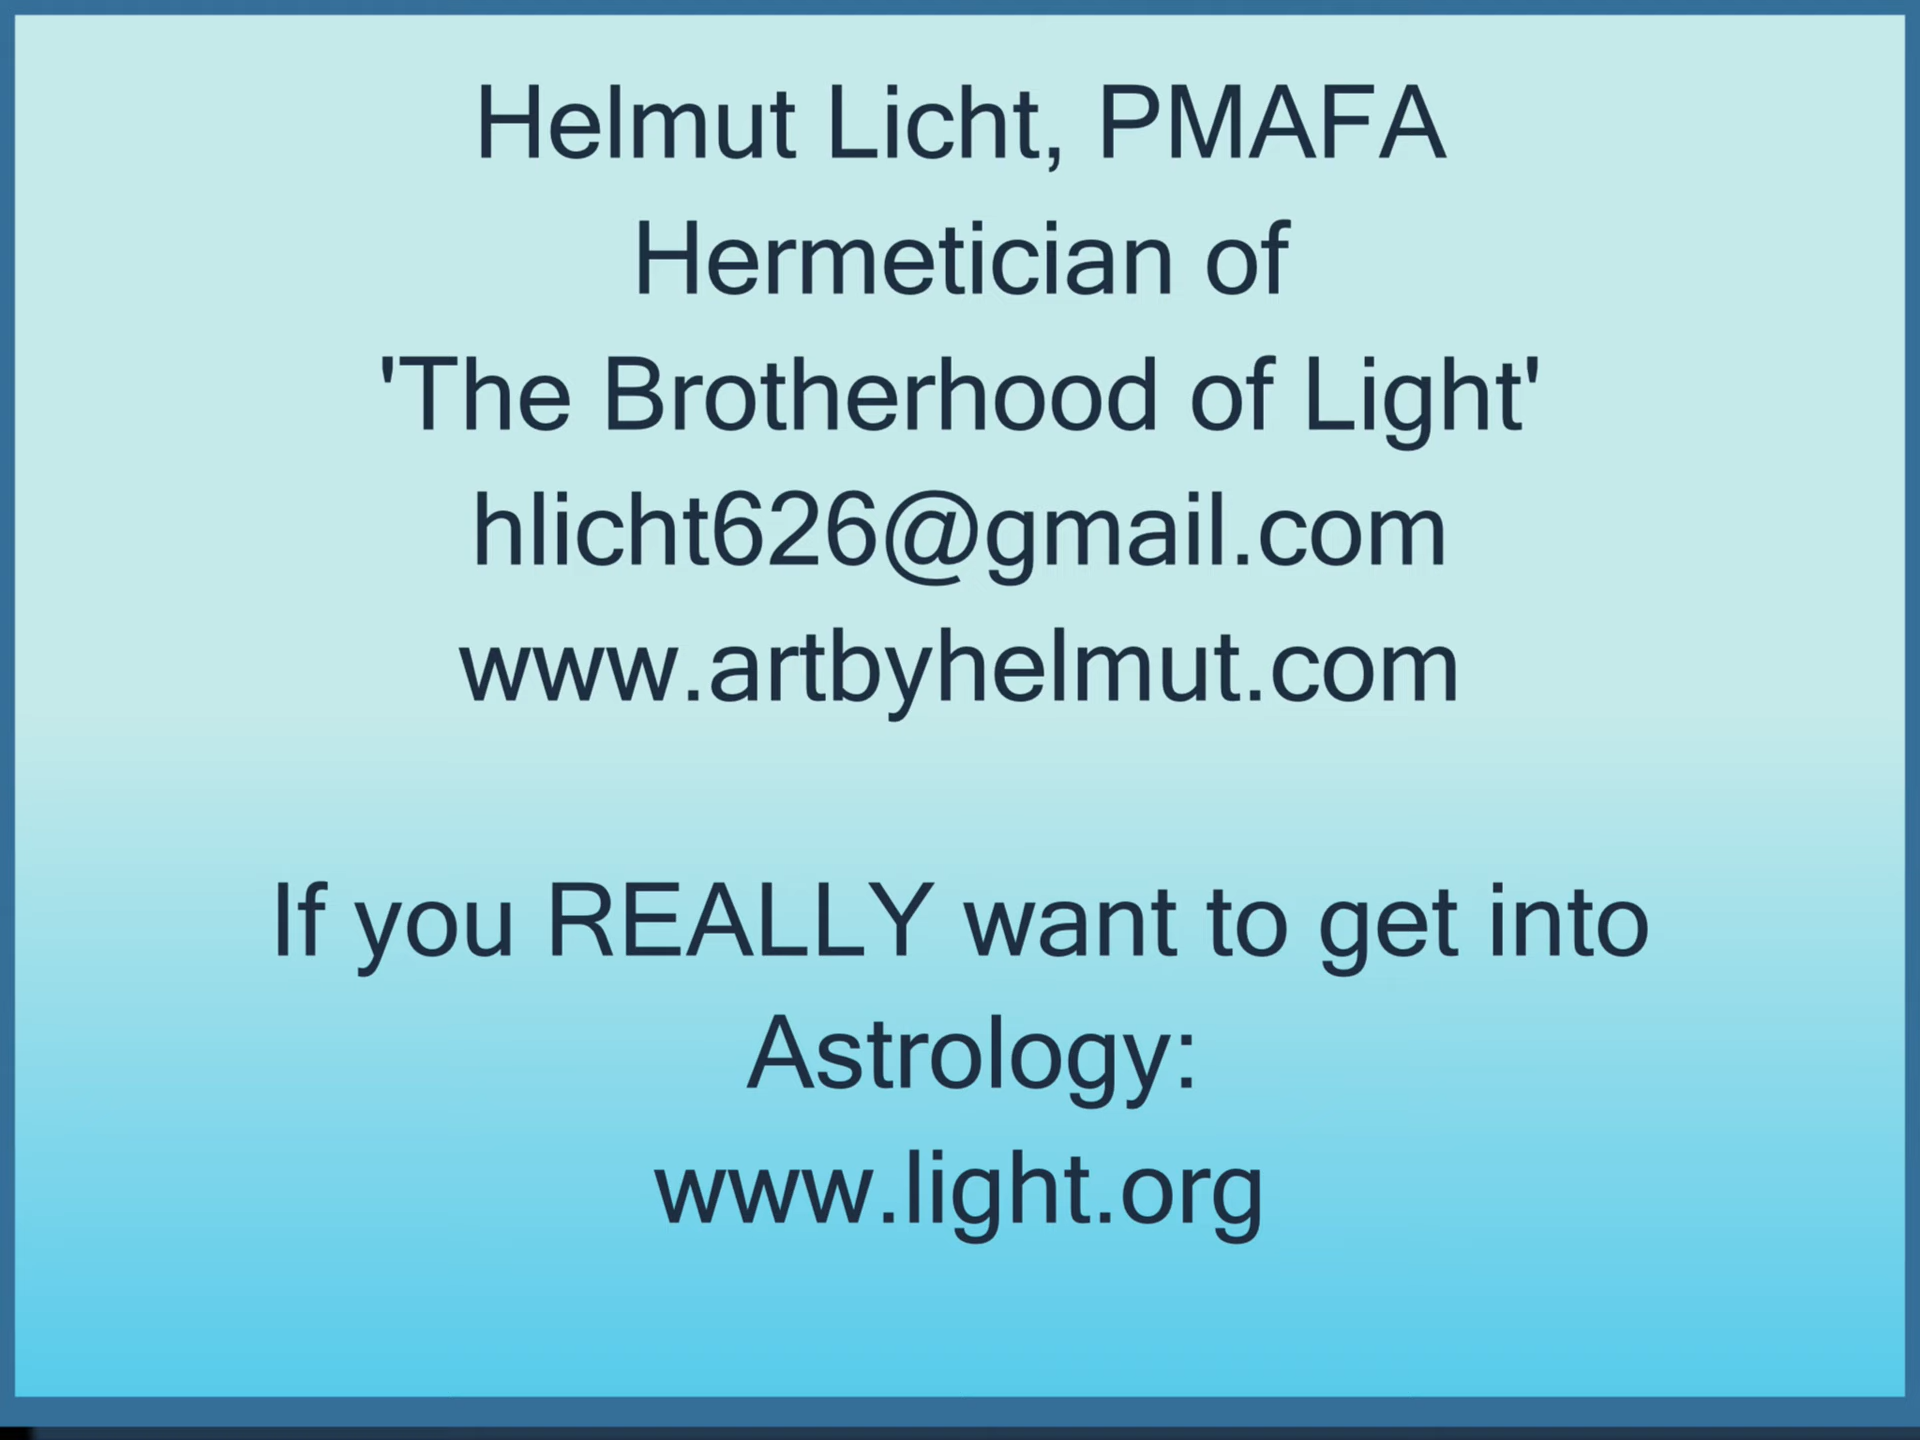 Helmut Licht, PMAFA
Hermetician of
'The Brotherhood of Light'
hlicht626@gmail.com
www.artbyhelmut.com
If you REALLY want to get into
Astrology:
www.light.org